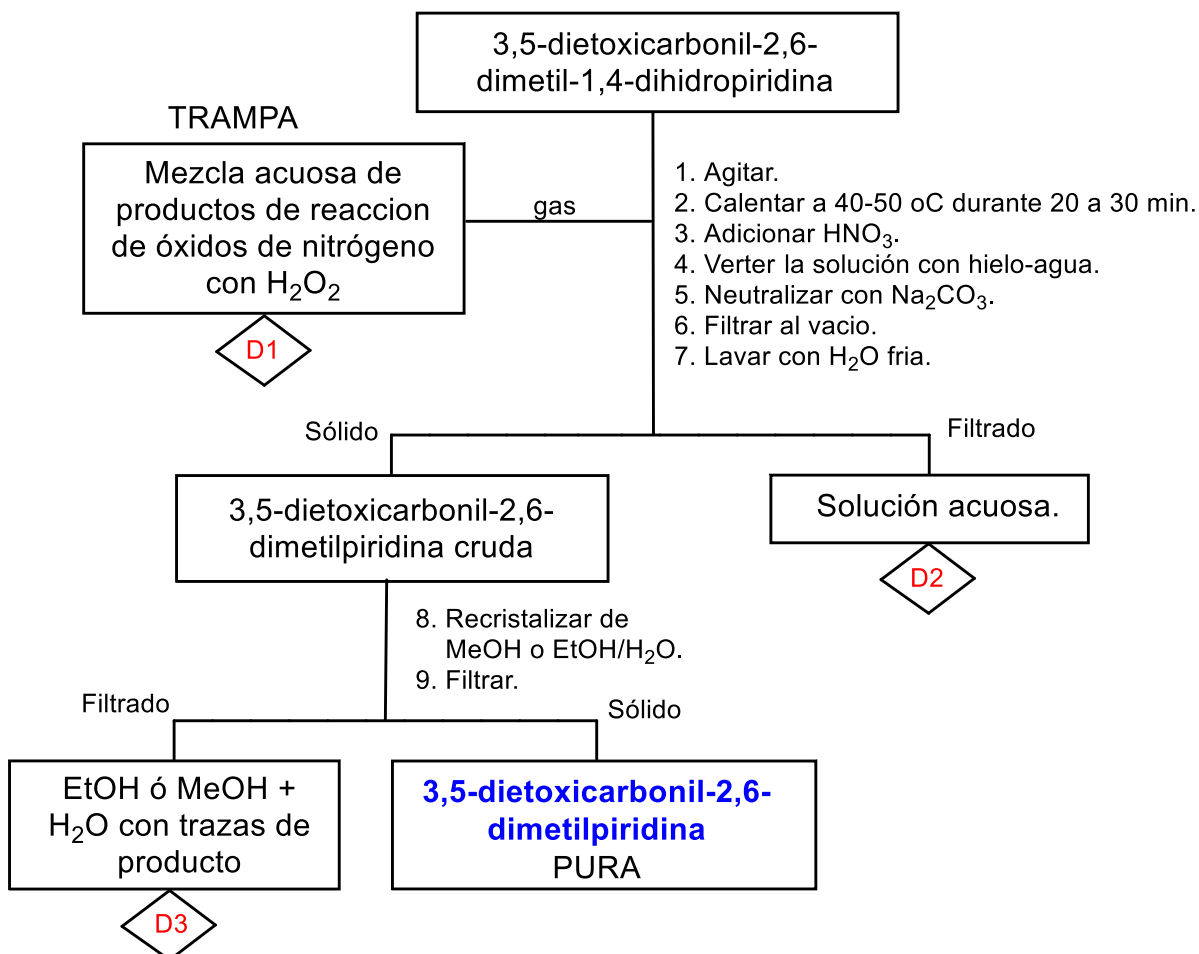 3,5-dietoxicarbonil-2,6-
dimetil-1,4-dihidropiridina
TRAMPA
Mezcla acuosa de
productos de reaccion
de óxidos de nitrógeno
con H₂O₂
D1
gas
1. Agitar.
2. Calentar a 40-50 oC durante 20 a 30 min.
3. Adicionar HNO₃.
4. Verter la solución con hielo-agua.
5. Neutralizar con Na₂CO₃.
6. Filtrar al vacio.
7. Lavar con H₂O fria.
Sólido
Filtrado
3,5-dietoxicarbonil-2,6-
dimetilpiridina cruda
Solución acuosa.
D2
8. Recristalizar de
MeOH o EtOH/H₂O.
9. Filtrar.
Filtrado
Sólido
EtOH ó MeOH +
H₂O con trazas de
producto
D3
3,5-dietoxicarbonil-2,6-
dimetilpiridina
PURA